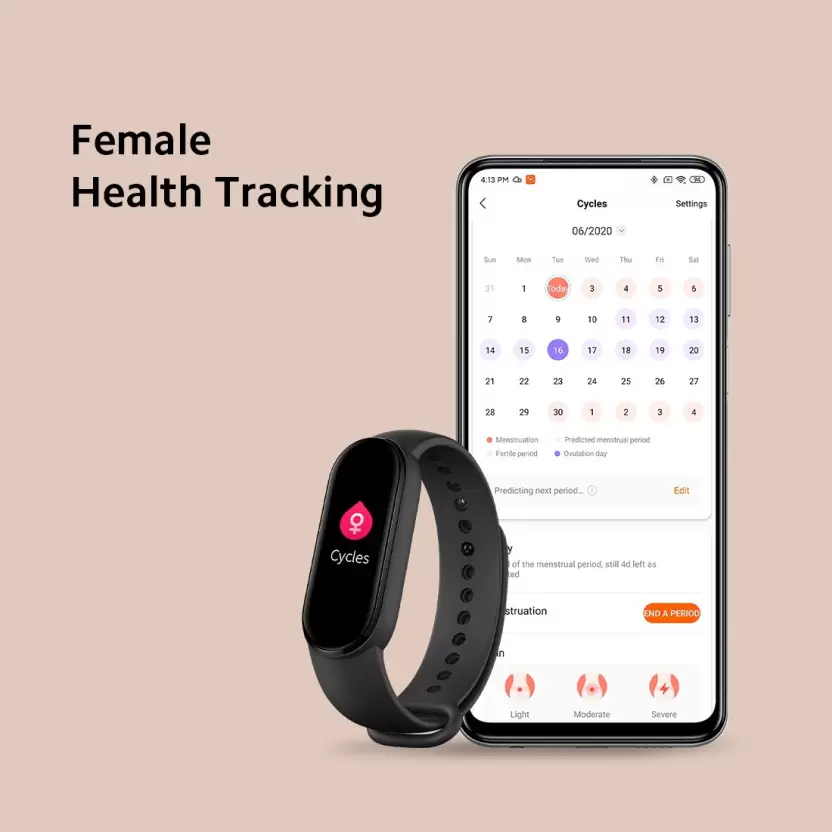 Female
Health Tracking
4:13 PM
Cycles
Settings
06/2020
Sun Mon Tue Wed Thu Fri Sat
31 1 Today 3 4 5 6
7 8 9 10 11 12 13
14 15 16 17 18 19 20
21 22 23 24 25 26 27
28 29 30 1 2 3 4
Menstruation Predicted menstrual period
Fertile period Ovulation day
Predicting next period... Edit
y
of the menstrual period, still 4d left as
ted
struation END A PERIOD
in
Light Moderate Severe
Cycles